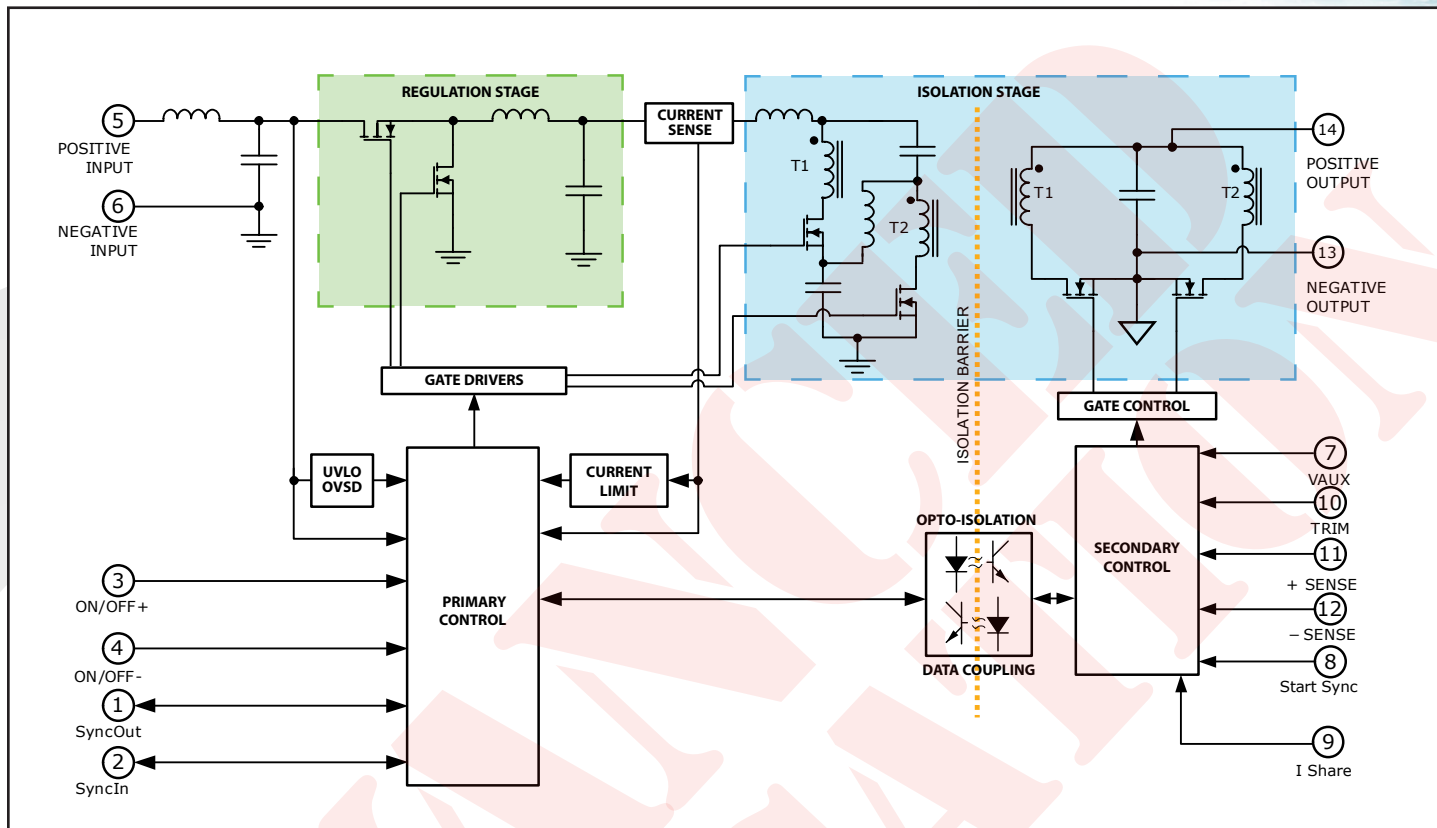 REGULATION STAGE
ISOLATION STAGE
5
POSITIVE
INPUT
CURRENT
SENSE
14
POSITIVE
OUTPUT
T1
T1
T2
6
NEGATIVE
INPUT
T2
13
NEGATIVE
OUTPUT
ISOLATION BARRIER
GATE DRIVERS
GATE CONTROL
UVLO
OVSD
CURRENT
LIMIT
7
VAUX
10
TRIM
OPTO-ISOLATION
SECONDARY
CONTROL
11
+ SENSE
3
ON/OFF+
PRIMARY
CONTROL
12
− SENSE
4
ON/OFF-
DATA COUPLING
8
Start Sync
1
SyncOut
9
I Share
2
SyncIn